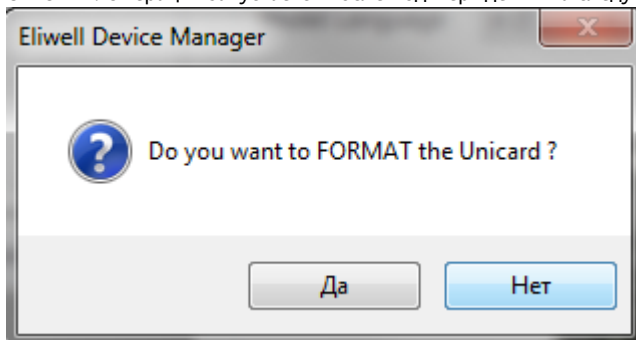 Eliwell Device Manager
Do you want to FORMAT the Unicard ?
Да
Нет